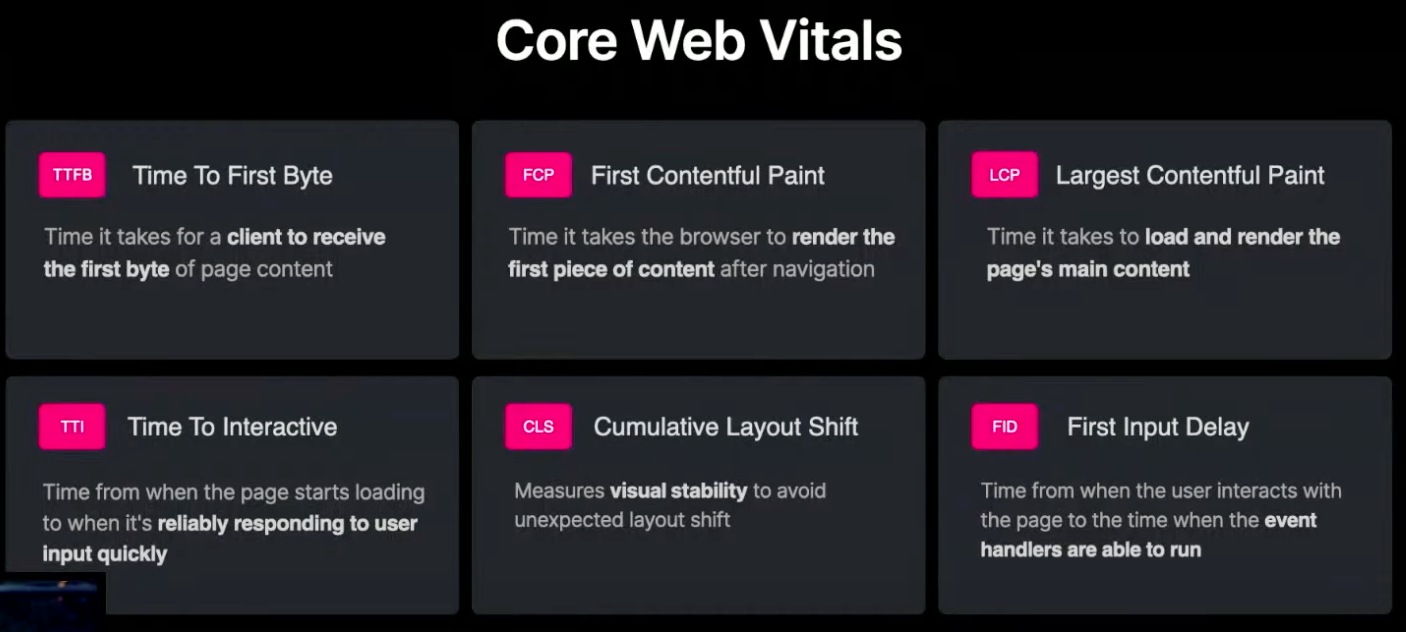 Core Web Vitals
TTFB
Time To First Byte
Time it takes for a client to receive
the first byte of page content
FCP
First Contentful Paint
Time it takes the browser to render the
first piece of content after navigation
LCP
Largest Contentful Paint
Time it takes to load and render the
page's main content
TTI
Time To Interactive
Time from when the page starts loading
to when it's reliably responding to user
input quickly
CLS
Cumulative Layout Shift
Measures visual stability to avoid
unexpected layout shift
FID
First Input Delay
Time from when the user interacts with
the page to the time when the event
handlers are able to run